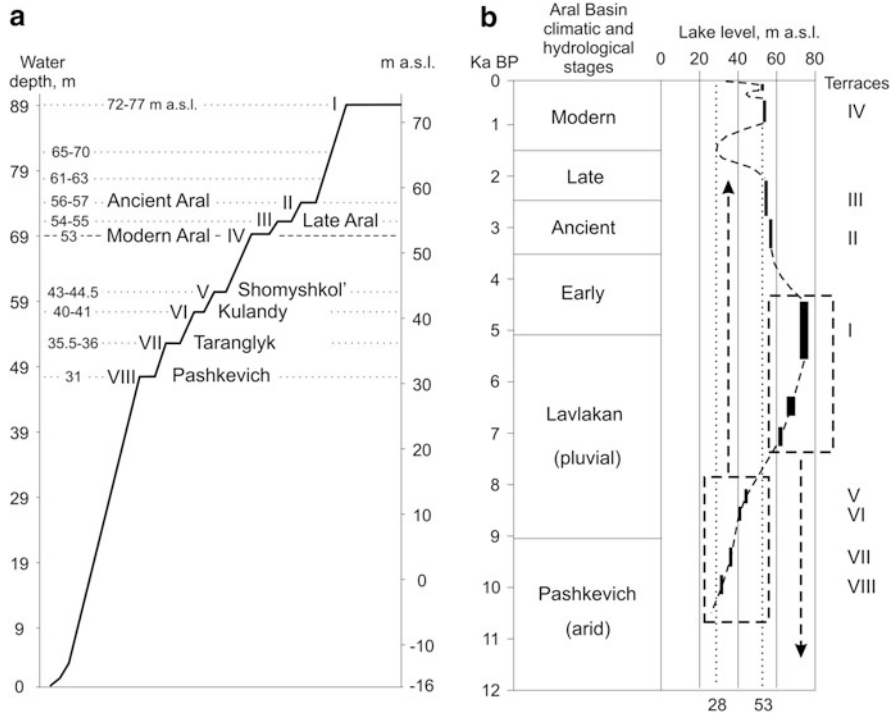 a
Water
depth, m
m a.s.l.
89
79
69
59
49
39
29
19
9
0
72-77 m a.s.l.
I
65-70
61-63
56-57
Ancient Aral
II
54-55
III
Late Aral
53
Modern Aral
IV
43-44.5
V
Shomyshkol'
40-41
VI
Kulandy
35.5-36
VII
Taranglyk
31
VIII
Pashkevich
70
60
50
40
30
20
10
0
-10
-16
b
Ka BP
Aral Basin
climatic and
hydrological
stages
Lake level, m a.s.l.
0 20 40 60 80
Terraces
0
1
2
3
4
5
6
7
8
9
10
11
12
Modern
Late
Ancient
Early
Lavlakan
(pluvial)
Pashkevich
(arid)
IV
III
II
I
V
VI
VII
VIII
28 53